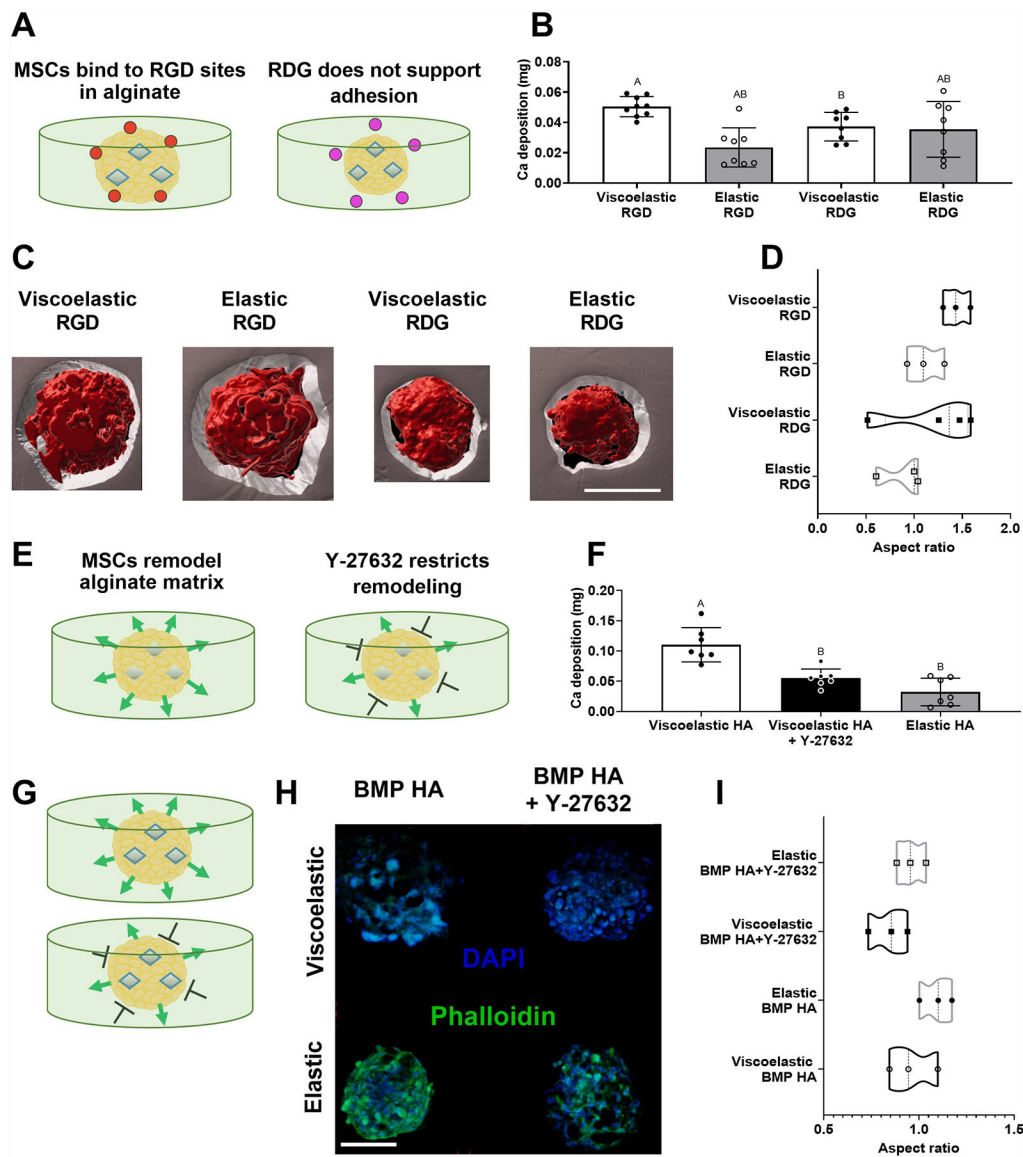 A
MSCs bind to RGD sites
in alginate
RDG does not support
adhesion
B
Ca deposition (mg)
0.08
0.06
0.04
0.02
0.00
A
AB
B
AB
Viscoelastic
RGD
Elastic
RGD
Viscoelastic
RDG
Elastic
RDG
C
Viscoelastic
RGD
Elastic
RGD
Viscoelastic
RDG
Elastic
RDG
D
Viscoelastic
RGD
Elastic
RGD
Viscoelastic
RDG
Elastic
RDG
0.0 0.5 1.0 1.5 2.0
Aspect ratio
E
MSCs remodel
alginate matrix
Y-27632 restricts
remodeling
F
Ca deposition (mg)
0.20
0.15
0.10
0.05
0.00
A
B
B
Viscoelastic HA
Viscoelastic HA
+ Y-27632
Elastic HA
G
H
BMP HA
BMP HA
+ Y-27632
Viscoelastic
Elastic
DAPI
Phalloidin
I
Elastic
BMP HA+Y-27632
Viscoelastic
BMP HA+Y-27632
Elastic
BMP HA
Viscoelastic
BMP HA
0.5 1.0 1.5
Aspect ratio